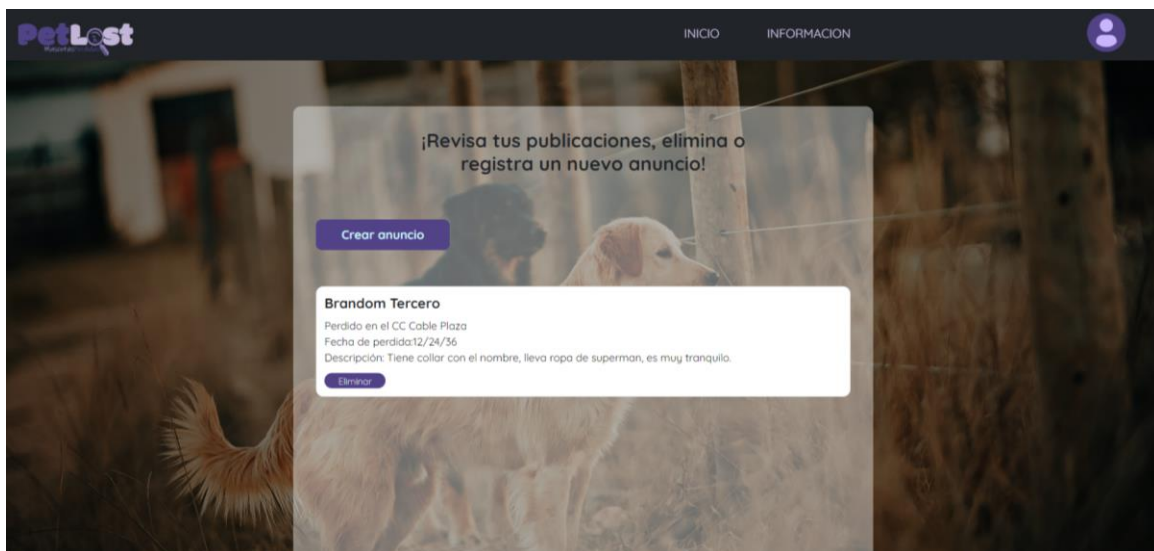 PetLost
INICIO
INFORMACION
¡Revisa tus publicaciones, elimina o
registra un nuevo anuncio!
Crear anuncio
Brandom Tercero
Perdido en el CC Cable Plaza
Fecha de perdida:12/24/36
Descripción: Tiene collar con el nombre, lleva ropa de superman, es muy tranquilo.
Eliminar